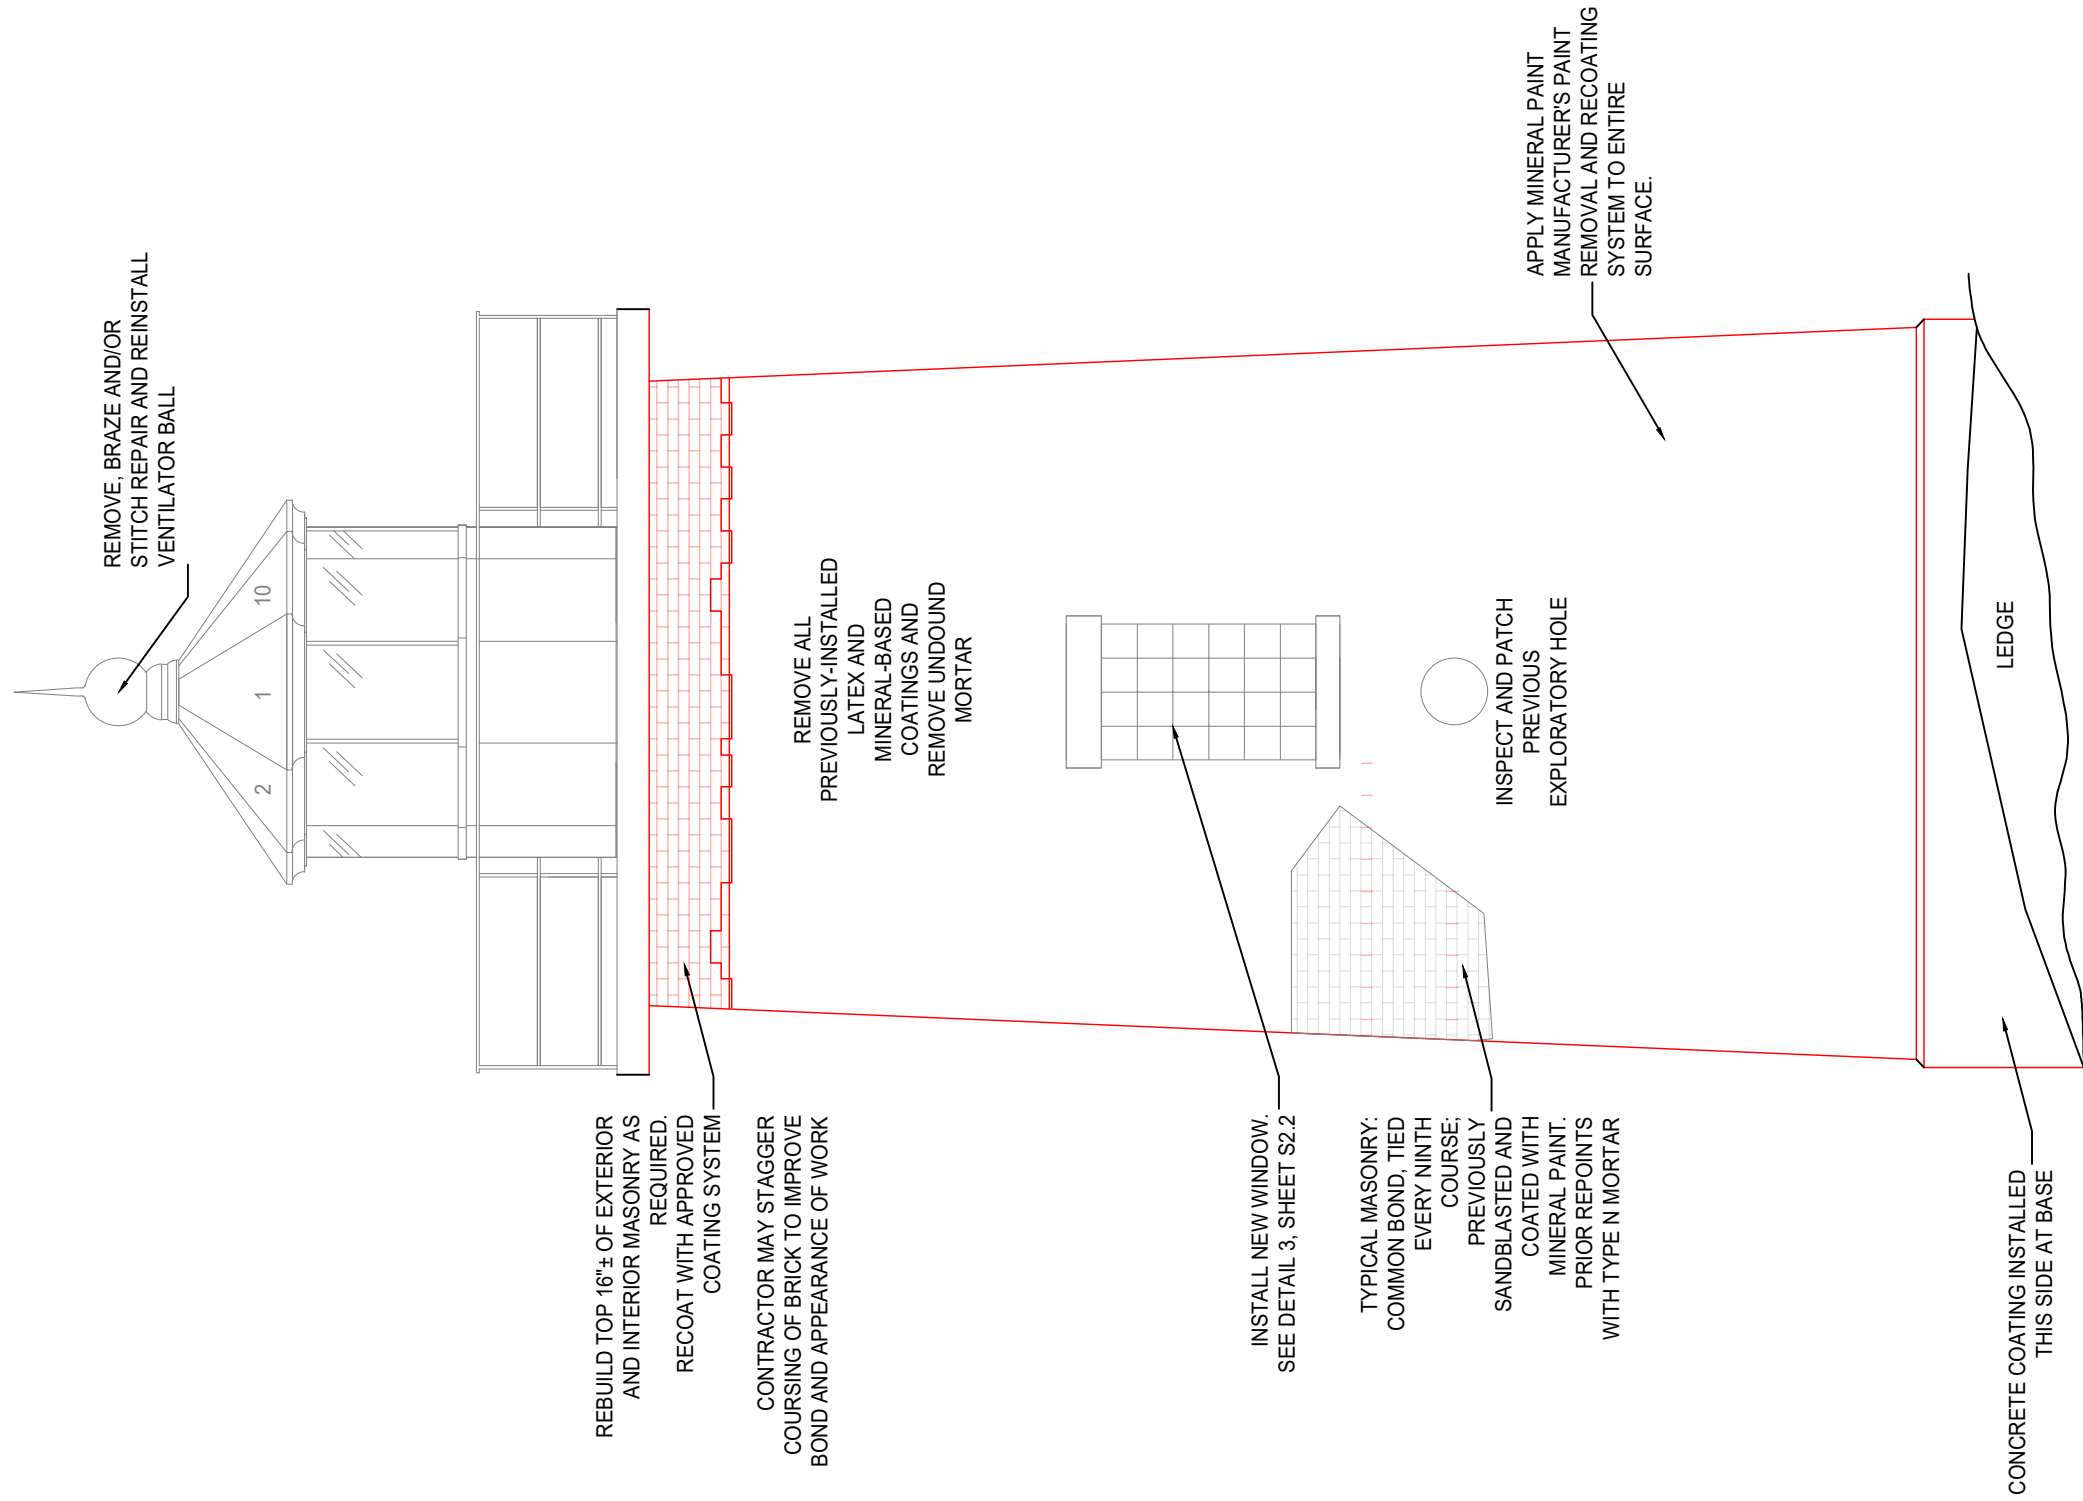 REMOVE, BRAZE AND/OR
STITCH REPAIR AND REINSTALL
VENTILATOR BALL
2
1
10
REBUILD TOP 16"± OF EXTERIOR
AND INTERIOR MASONRY AS
REQUIRED.
RECOAT WITH APPROVED
COATING SYSTEM
CONTRACTOR MAY STAGGER
COURSING OF BRICK TO IMPROVE
BOND AND APPEARANCE OF WORK
REMOVE ALL
PREVIOUSLY-INSTALLED
LATEX AND
MINERAL-BASED
COATINGS AND
REMOVE UNDOUND
MORTAR
INSTALL NEW WINDOW.
SEE DETAIL 3, SHEET S2.2
TYPICAL MASONRY:
COMMON BOND, TIED
EVERY NINTH
COURSE;
PREVIOUSLY
SANDBLASTED AND
COATED WITH
MINERAL PAINT.
PRIOR REPOINTS
WITH TYPE N MORTAR
INSPECT AND PATCH
PREVIOUS
EXPLORATORY HOLE
APPLY MINERAL PAINT
MANUFACTURER'S PAINT
REMOVAL AND RECOATING
SYSTEM TO ENTIRE
SURFACE.
LEDGE
CONCRETE COATING INSTALLED
THIS SIDE AT BASE